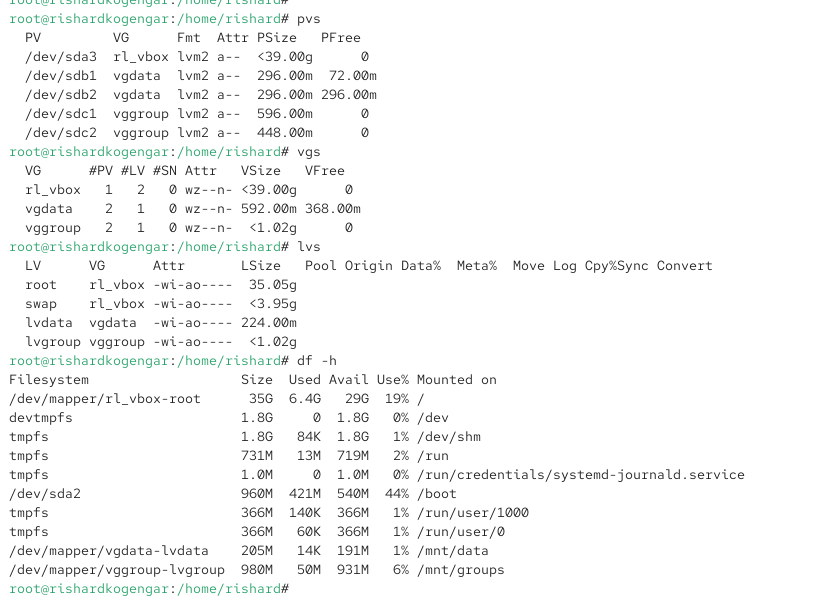 root@rishardkogengar:/home/rishard#
root@rishardkogengar:/home/rishard# pvs
  PV         VG      Fmt  Attr PSize   PFree
  /dev/sda3  rl_vbox lvm2 a--  <39.00g      0
  /dev/sdb1  vgdata  lvm2 a--  296.00m  72.00m
  /dev/sdb2  vgdata  lvm2 a--  296.00m 296.00m
  /dev/sdc1  vggroup lvm2 a--  596.00m      0
  /dev/sdc2  vggroup lvm2 a--  448.00m      0
root@rishardkogengar:/home/rishard# vgs
  VG      #PV #LV #SN Attr   VSize   VFree
  rl_vbox   1   2   0 wz--n- <39.00g      0
  vgdata    2   1   0 wz--n- 592.00m 368.00m
  vggroup   2   1   0 wz--n-  <1.02g      0
root@rishardkogengar:/home/rishard# lvs
  LV      VG      Attr       LSize   Pool Origin Data%  Meta%  Move Log Cpy%Sync Convert
  root    rl_vbox -wi-ao----  35.05g
  swap    rl_vbox -wi-ao----  <3.95g
  lvdata  vgdata  -wi-ao---- 224.00m
  lvgroup vggroup -wi-ao----  <1.02g
root@rishardkogengar:/home/rishard# df -h
Filesystem                   Size  Used Avail Use% Mounted on
/dev/mapper/rl_vbox-root      35G  6.4G   29G  19% /
devtmpfs                     1.8G     0  1.8G   0% /dev
tmpfs                        1.8G   84K  1.8G   1% /dev/shm
tmpfs                        731M   13M  719M   2% /run
tmpfs                        1.0M     0  1.0M   0% /run/credentials/systemd-journald.service
/dev/sda2                    960M  421M  540M  44% /boot
tmpfs                        366M  140K  366M   1% /run/user/1000
tmpfs                        366M   60K  366M   1% /run/user/0
/dev/mapper/vgdata-lvdata    205M   14K  191M   1% /mnt/data
/dev/mapper/vggroup-lvgroup  980M   50M  931M   6% /mnt/groups
root@rishardkogengar:/home/rishard#